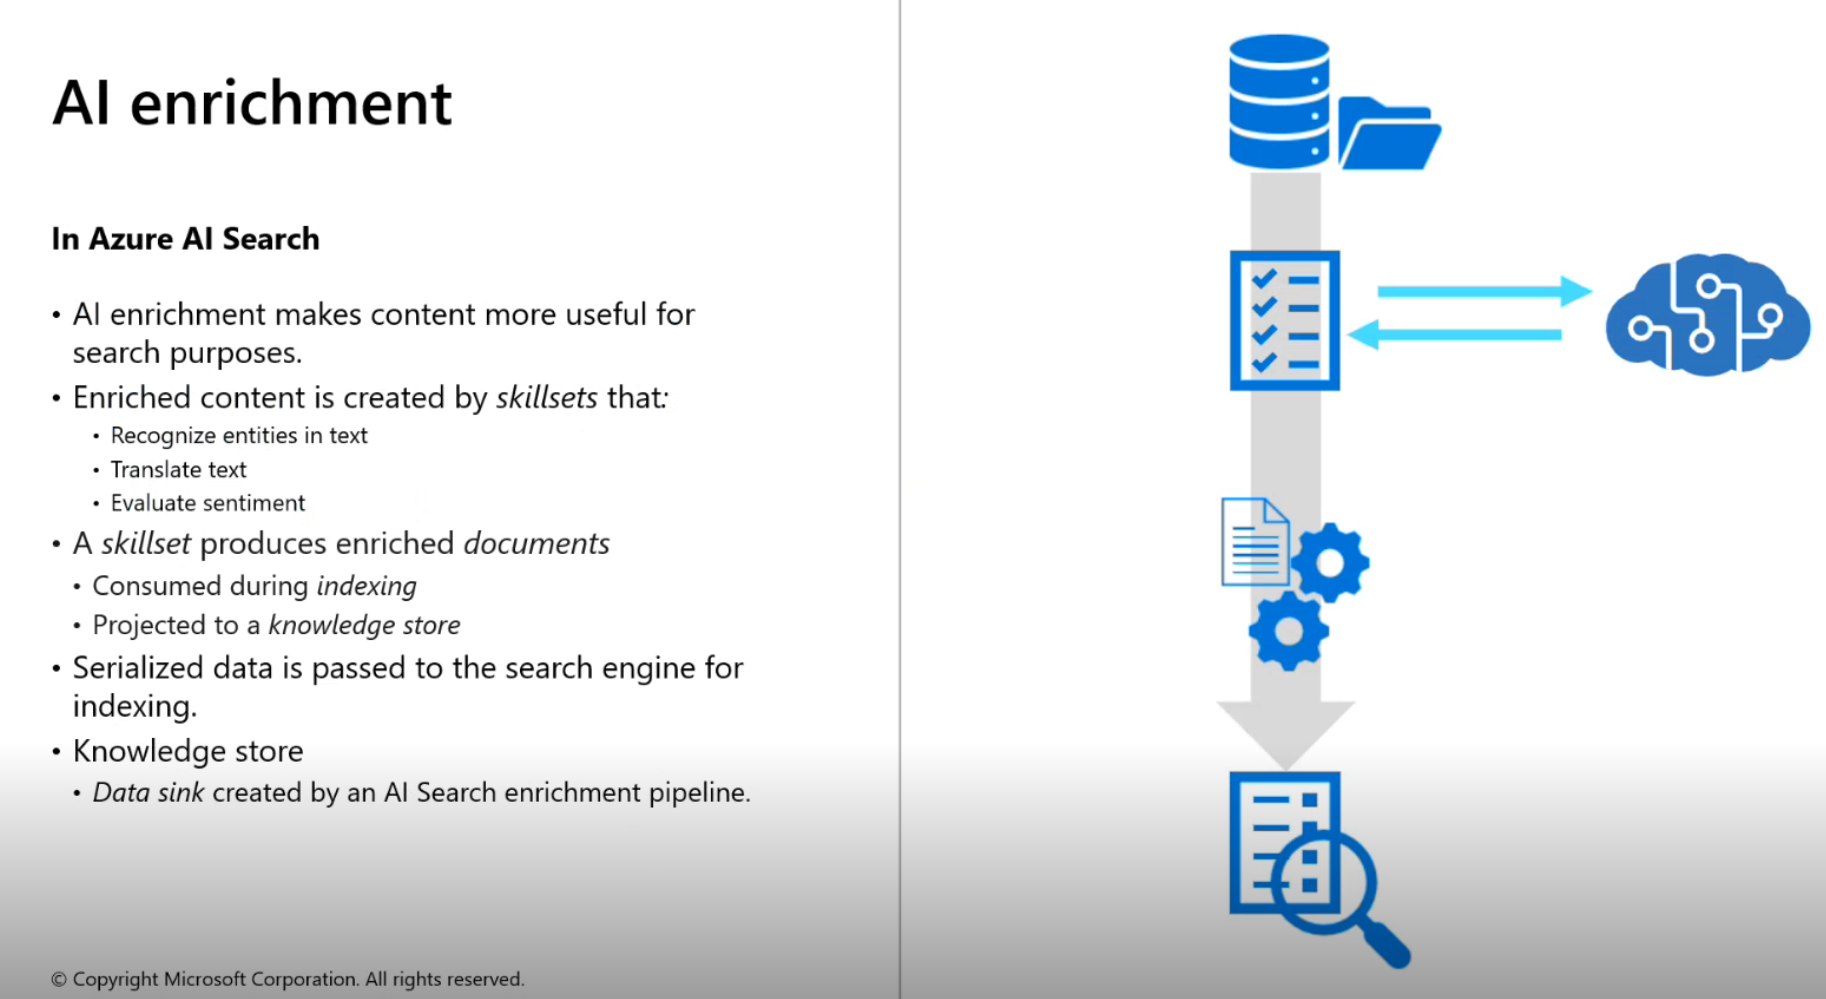 AI enrichment
In Azure AI Search
• AI enrichment makes content more useful for
search purposes.
• Enriched content is created by skillsets that:
• Recognize entities in text
• Translate text
• Evaluate sentiment
• A skillset produces enriched documents
• Consumed during indexing
• Projected to a knowledge store
• Serialized data is passed to the search engine for
indexing.
• Knowledge store
• Data sink created by an AI Search enrichment pipeline.
© Copyright Microsoft Corporation. All rights reserved.